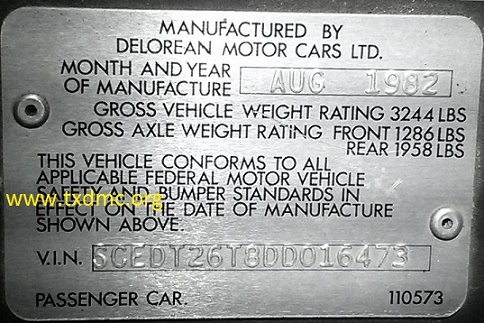 MANUFACTURED BY
DELOREAN MOTOR CARS LTD.
MONTH AND YEAR
OF MANUFACTURE AUG 1982
GROSS VEHICLE WEIGHT RATING 3244 LBS
GROSS AXLE WEIGHT RATING FRONT 1286 LBS
REAR 1958 LBS
THIS VEHICLE CONFORMS TO ALL
APPLICABLE FEDERAL MOTOR VEHICLE
SAFETY AND BUMPER STANDARDS IN
www.txdmc.org
EFFECT ON THE DATE OF MANUFACTURE
SHOWN ABOVE.
V.I.N. SCEDT26T8DD016473
PASSENGER CAR. 110573